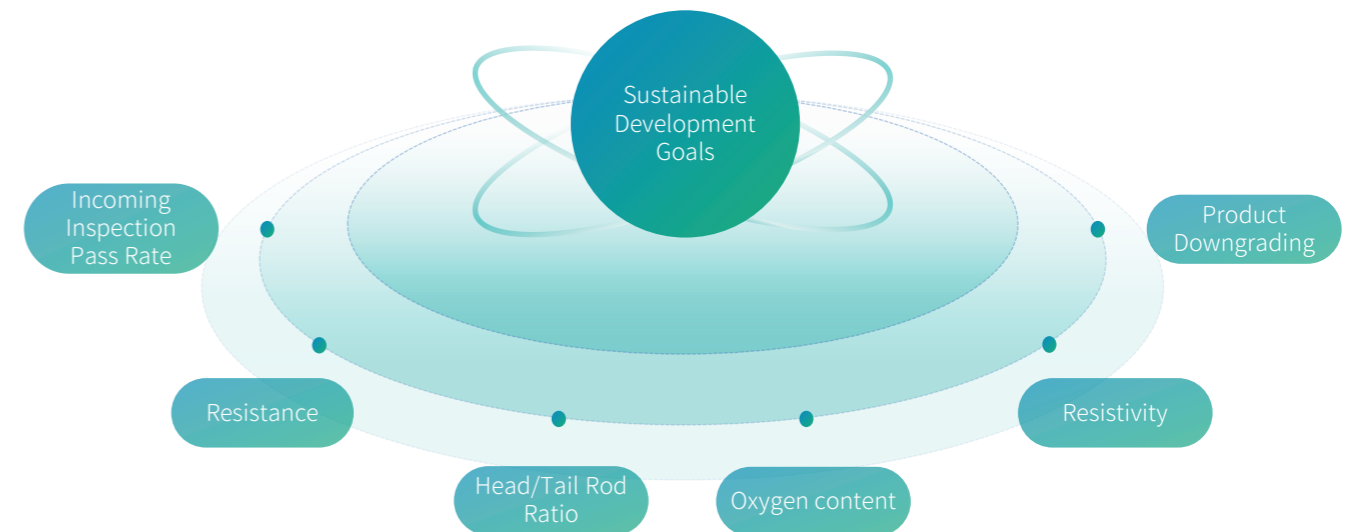 Sustainable
Development
Goals
Incoming
Inspection
Pass Rate
Product
Downgrading
Resistance
Resistivity
Head/Tail Rod
Ratio
Oxygen content